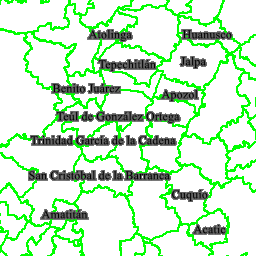 Atolinga
Huanusco
Tepechitlán
Jalpa
Benito Juárez
Apozol
Teúl de González Ortega
Trinidad García de la Cadena
San Cristóbal de la Barranca
Cuquío
Amatitán
Acatic